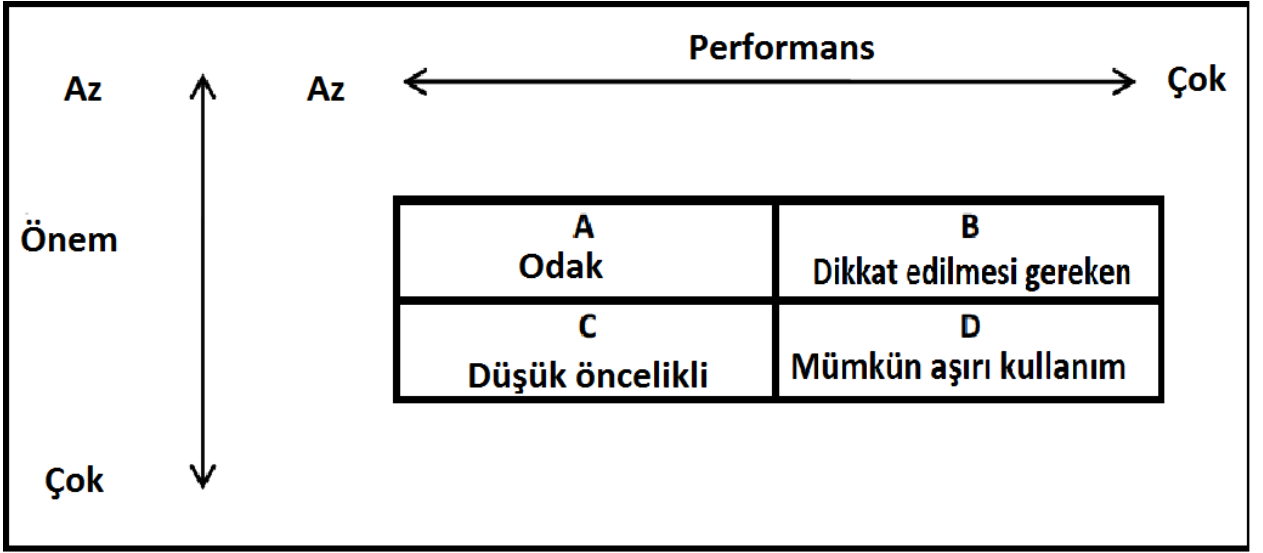 Performans
Az
Az
Çok
Önem
A
Odak
B
Dikkat edilmesi gereken
C
Düşük öncelikli
D
Mümkün aşırı kullanım
Çok